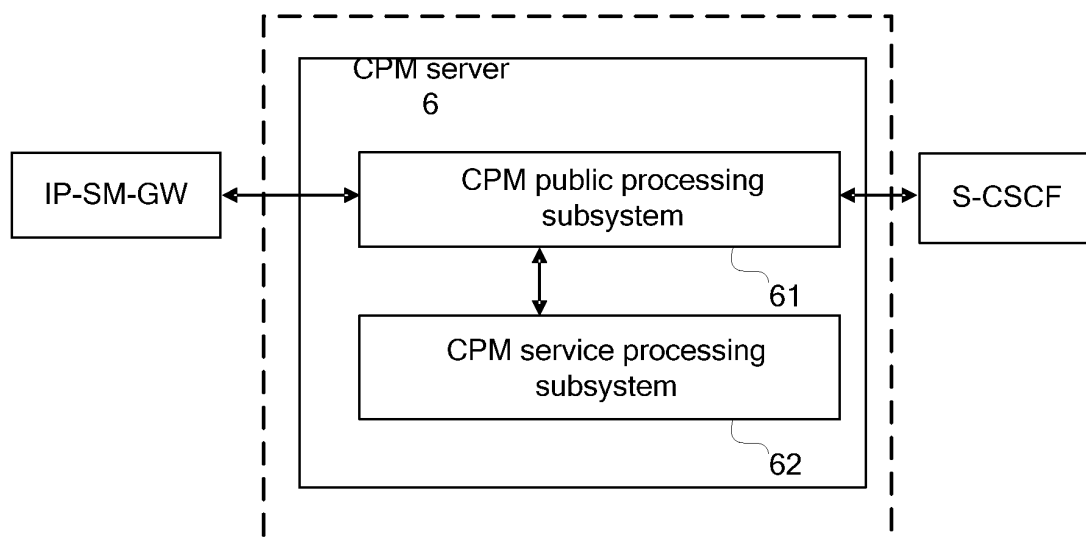 CPM server
6
IP-SM-GW
CPM public processing
subsystem
S-CSCF
61
CPM service processing
subsystem
62